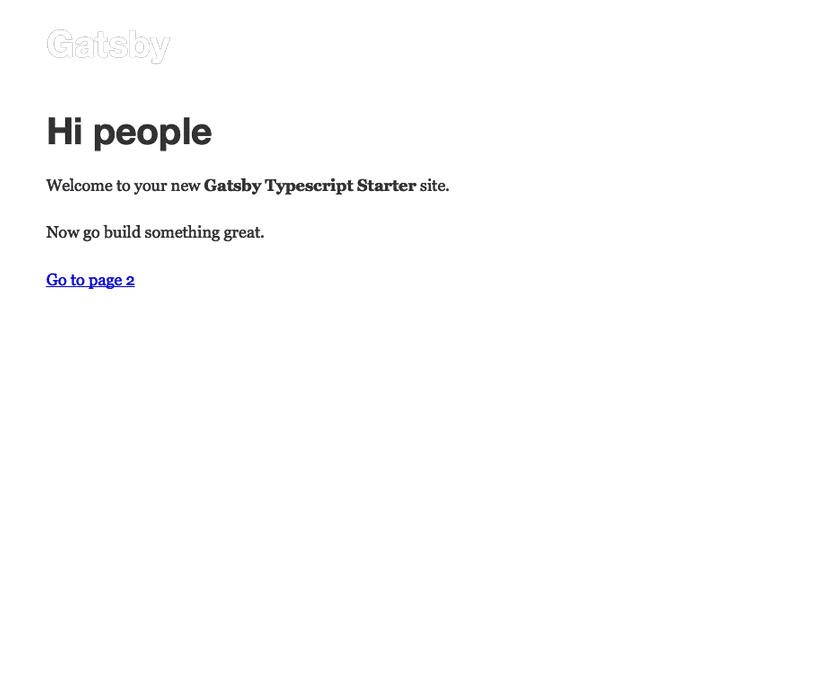 Gatsby
Hi people
Welcome to your new Gatsby Typescript Starter site.
Now go build something great.
Go to page 2